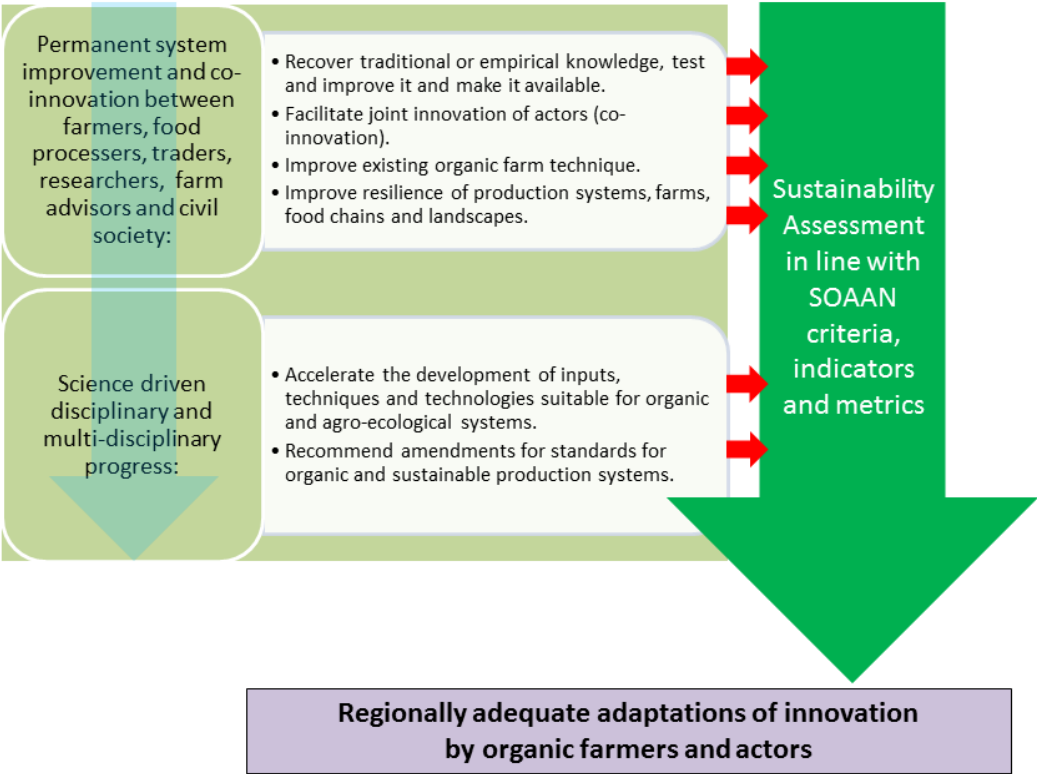 Permanent system
improvement and co-
innovation between
farmers, food
processers, traders,
researchers, farm
advisors and civil
society:
• Recover traditional or empirical knowledge, test
and improve it and make it available.
• Facilitate joint innovation of actors (co-
innovation).
• Improve existing organic farm technique.
• Improve resilience of production systems, farms,
food chains and landscapes.
Science driven
disciplinary and
multi-disciplinary
progress:
• Accelerate the development of inputs,
techniques and technologies suitable for organic
and agro-ecological systems.
• Recommend amendments for standards for
organic and sustainable production systems.
Sustainability
Assessment
in line with
SOAAN
criteria,
indicators
and metrics
Regionally adequate adaptations of innovation
by organic farmers and actors